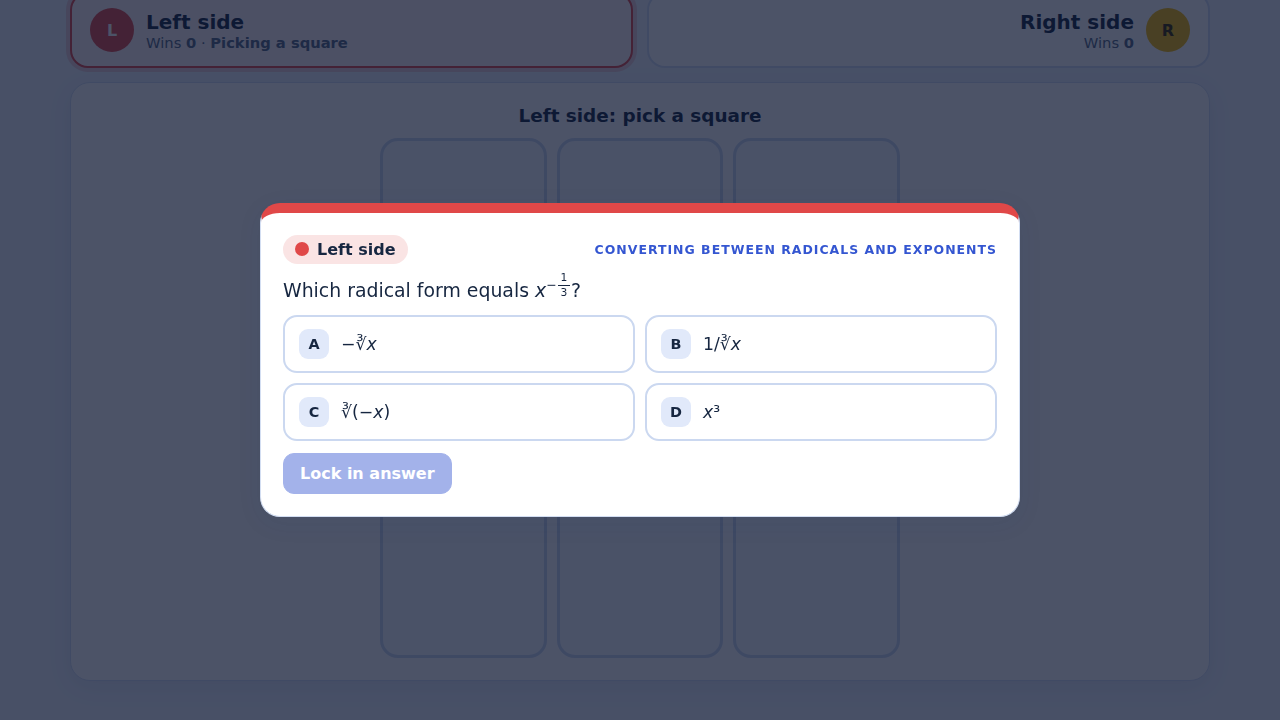 L
Left side
Wins 0 · Picking a square
Right side
Wins 0
R
Left side: pick a square
Left side
CONVERTING BETWEEN RADICALS AND EXPONENTS
Which radical form equals x^{−\frac{1}{3}}?
A −∛x
B 1/∛x
C ∛(−x)
D x³
Lock in answer